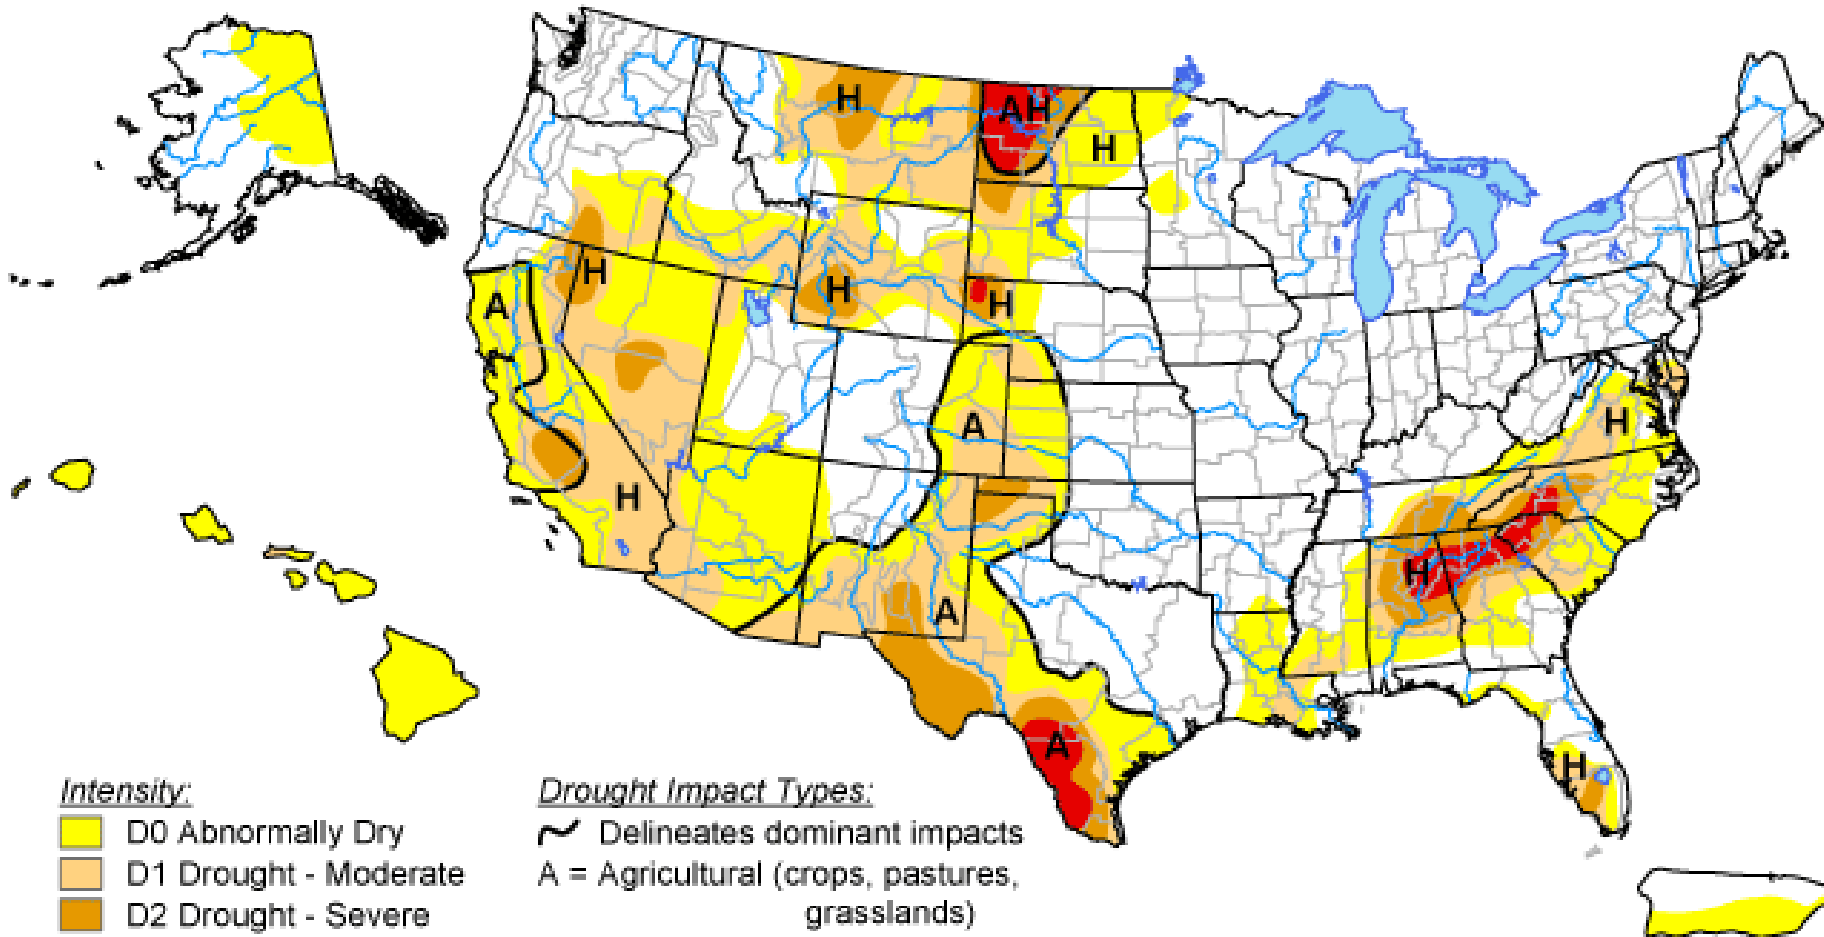 H
AH
H
H
A
H
H
A
H
H
H
A
A
H
Intensity:
D0 Abnormally Dry
D1 Drought - Moderate
D2 Drought - Severe
Drought Impact Types:
Delineates dominant impacts
A = Agricultural (crops, pastures,
grasslands)